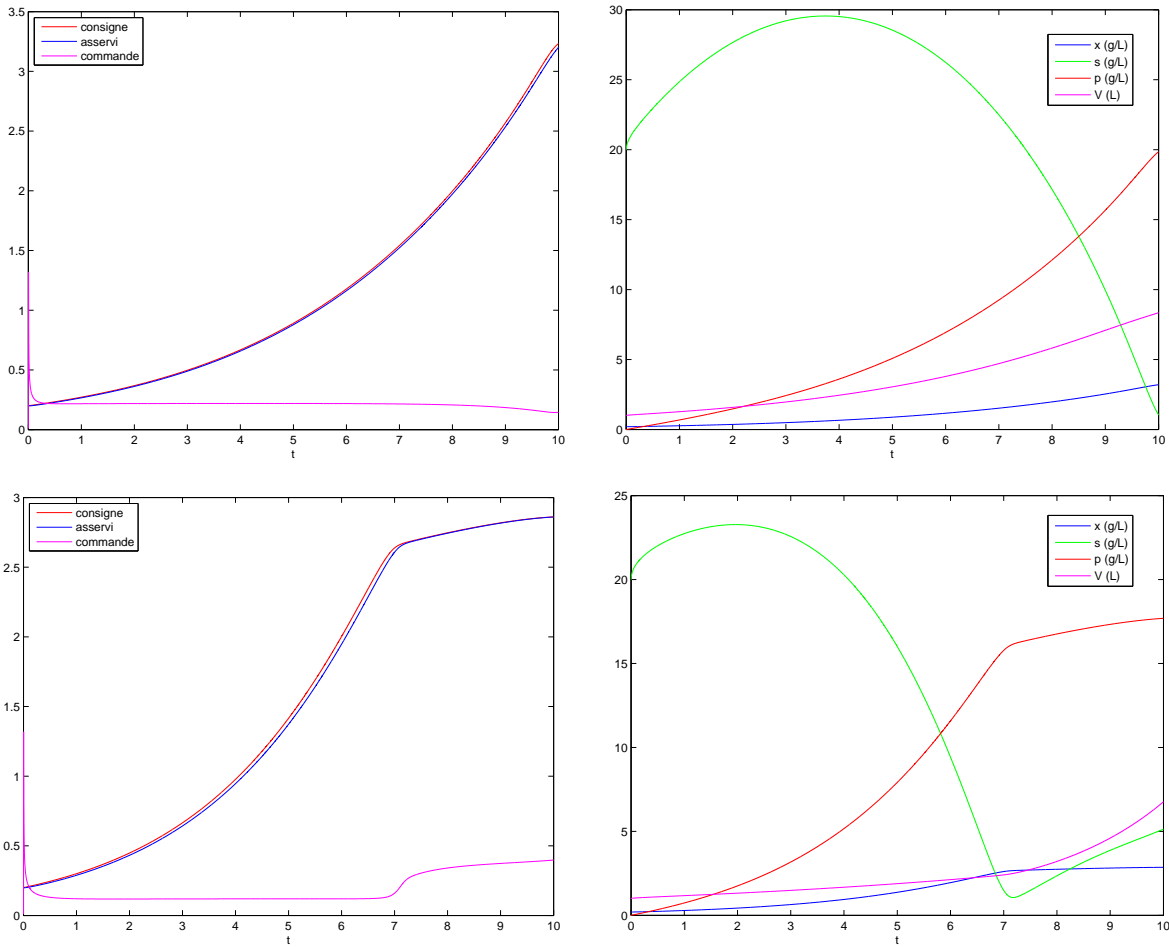 3.5
3
2.5
2
1.5
1
0.5
0
0 1 2 3 4 5 6 7 8 9 10
t
consigne
asservi
commande
30
25
20
15
10
5
0
0 1 2 3 4 5 6 7 8 9 10
t
x (g/L)
s (g/L)
p (g/L)
V (L)
3
2.5
2
1.5
1
0.5
0
0 1 2 3 4 5 6 7 8 9 10
t
consigne
asservi
commande
25
20
15
10
5
0
0 1 2 3 4 5 6 7 8 9 10
t
x (g/L)
s (g/L)
p (g/L)
V (L)